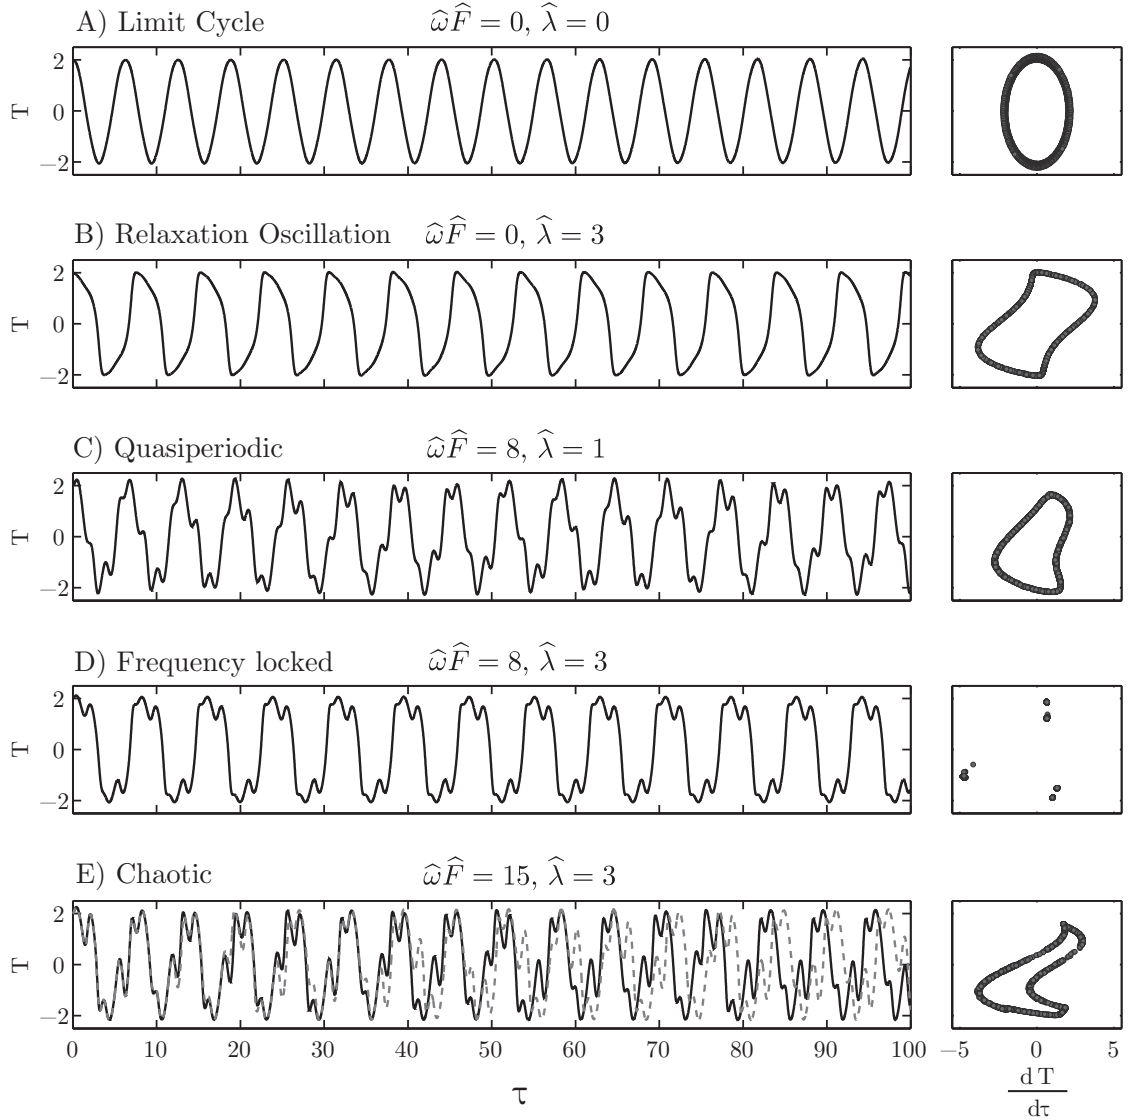 A) Limit Cycle ω̂F̂ = 0, λ̂ = 0
2
T 0
−2
B) Relaxation Oscillation ω̂F̂ = 0, λ̂ = 3
2
T 0
−2
C) Quasiperiodic ω̂F̂ = 8, λ̂ = 1
2
T 0
−2
D) Frequency locked ω̂F̂ = 8, λ̂ = 3
2
T 0
−2
E) Chaotic ω̂F̂ = 15, λ̂ = 3
2
T 0
−2
0 10 20 30 40 50 60 70 80 90 100 −5 0 5
τ
d T
dτ